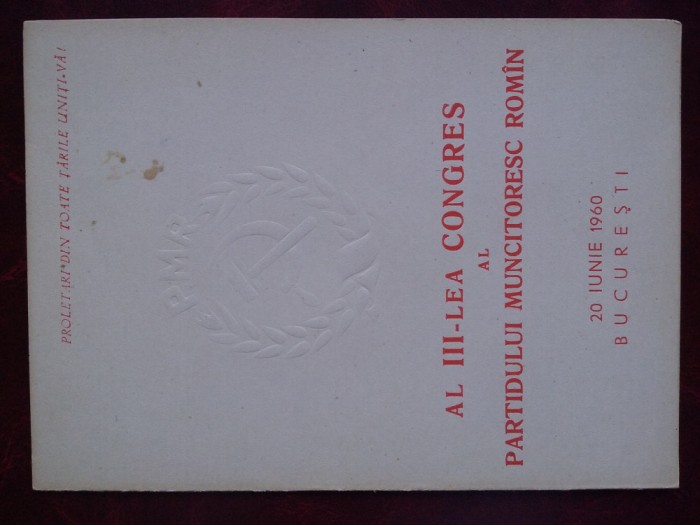 PROLETARI DIN TOATE ȚĂRILE UNIȚI-VĂ!
P.M.R.
AL III-LEA CONGRES
AL
PARTIDULUI MUNCITORESC ROMÎN
20 IUNIE 1960
BUCUREȘTI